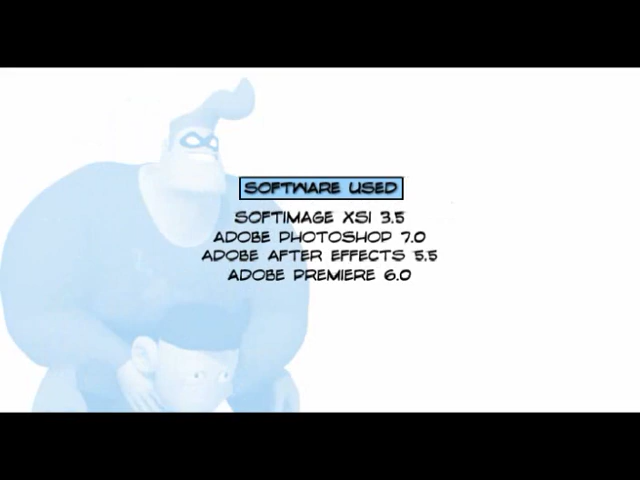 SOFTWARE USED
SOFTIMAGE XSI 3.5
ADOBE PHOTOSHOP 7.0
ADOBE AFTER EFFECTS 5.5
ADOBE PREMIERE 6.0